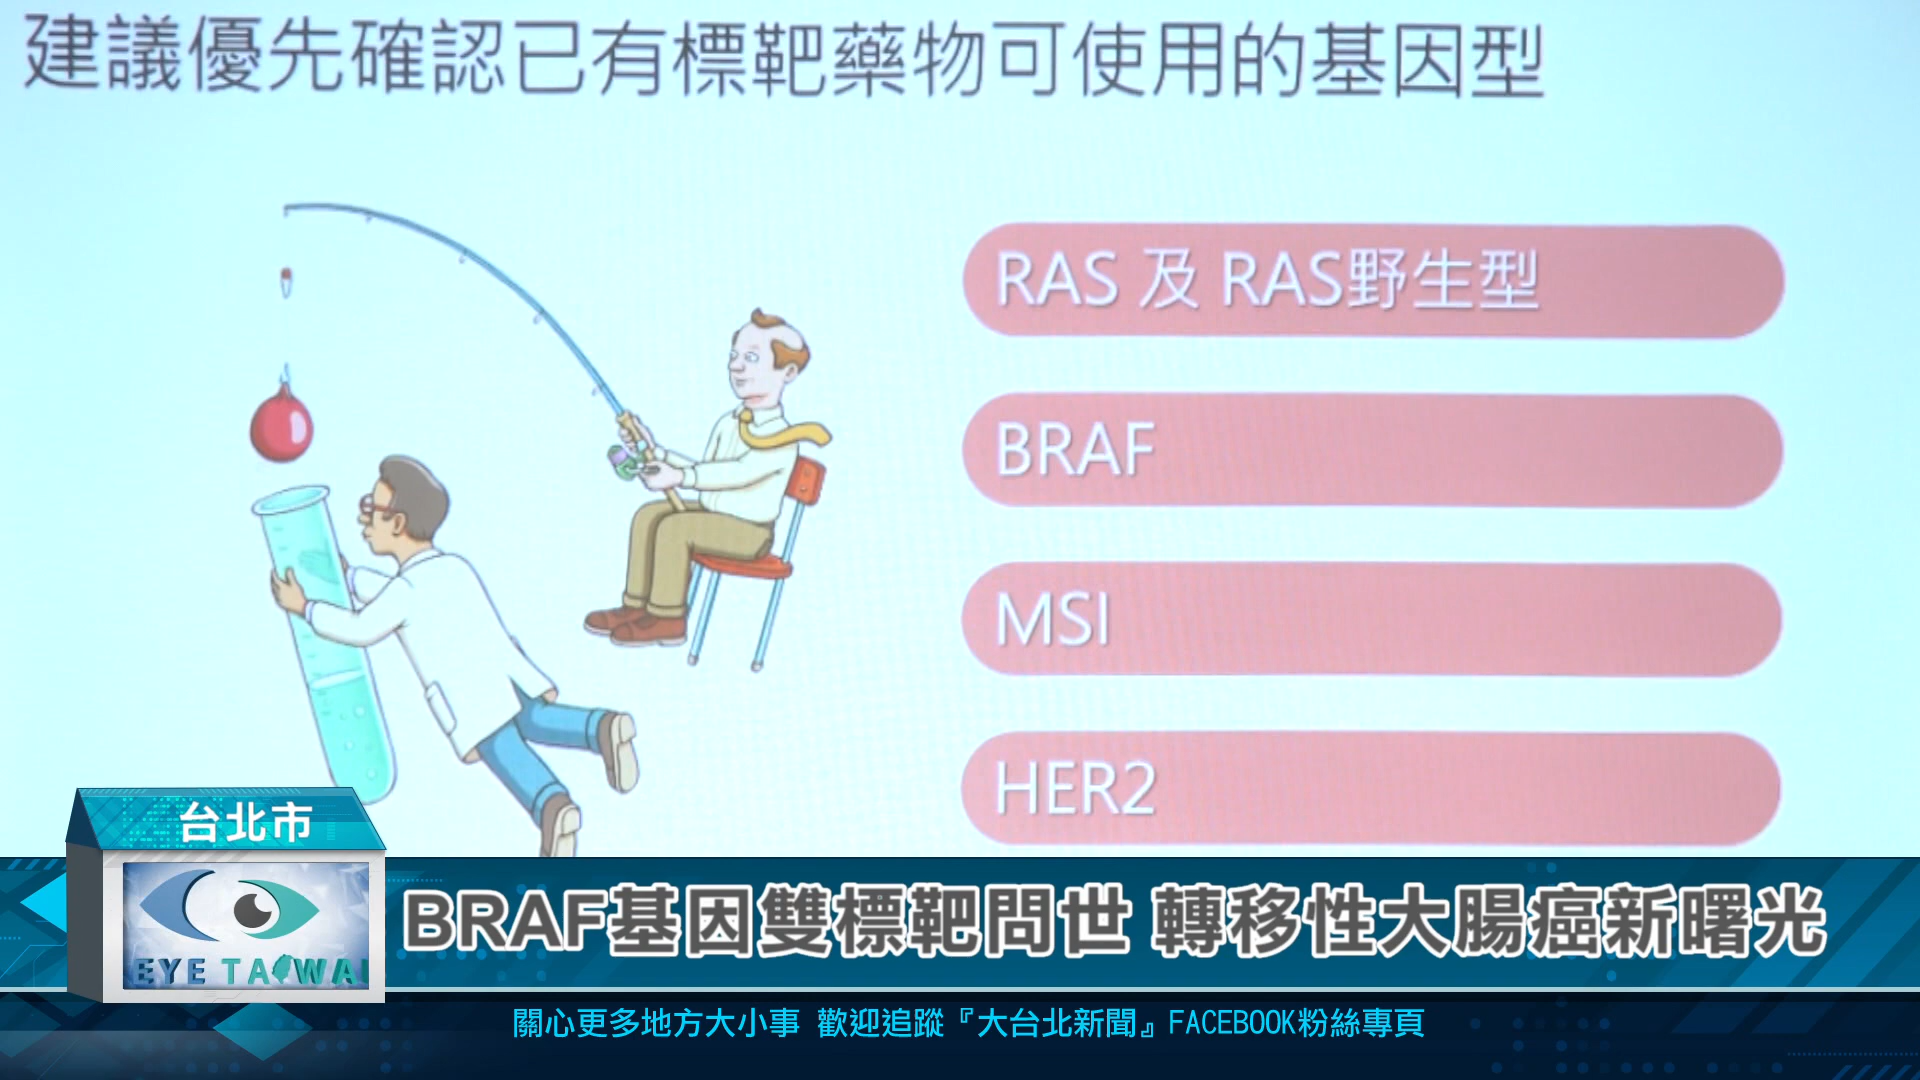 建議優先確認已有標靶藥物可使用的基因型
RAS 及 RAS野生型
BRAF
MSI
HER2
台北市
EYE TAIWAN
BRAF基因雙標靶問世 轉移性大腸癌新曙光
關心更多地方大小事 歡迎追蹤『大台北新聞』FACEBOOK粉絲專頁